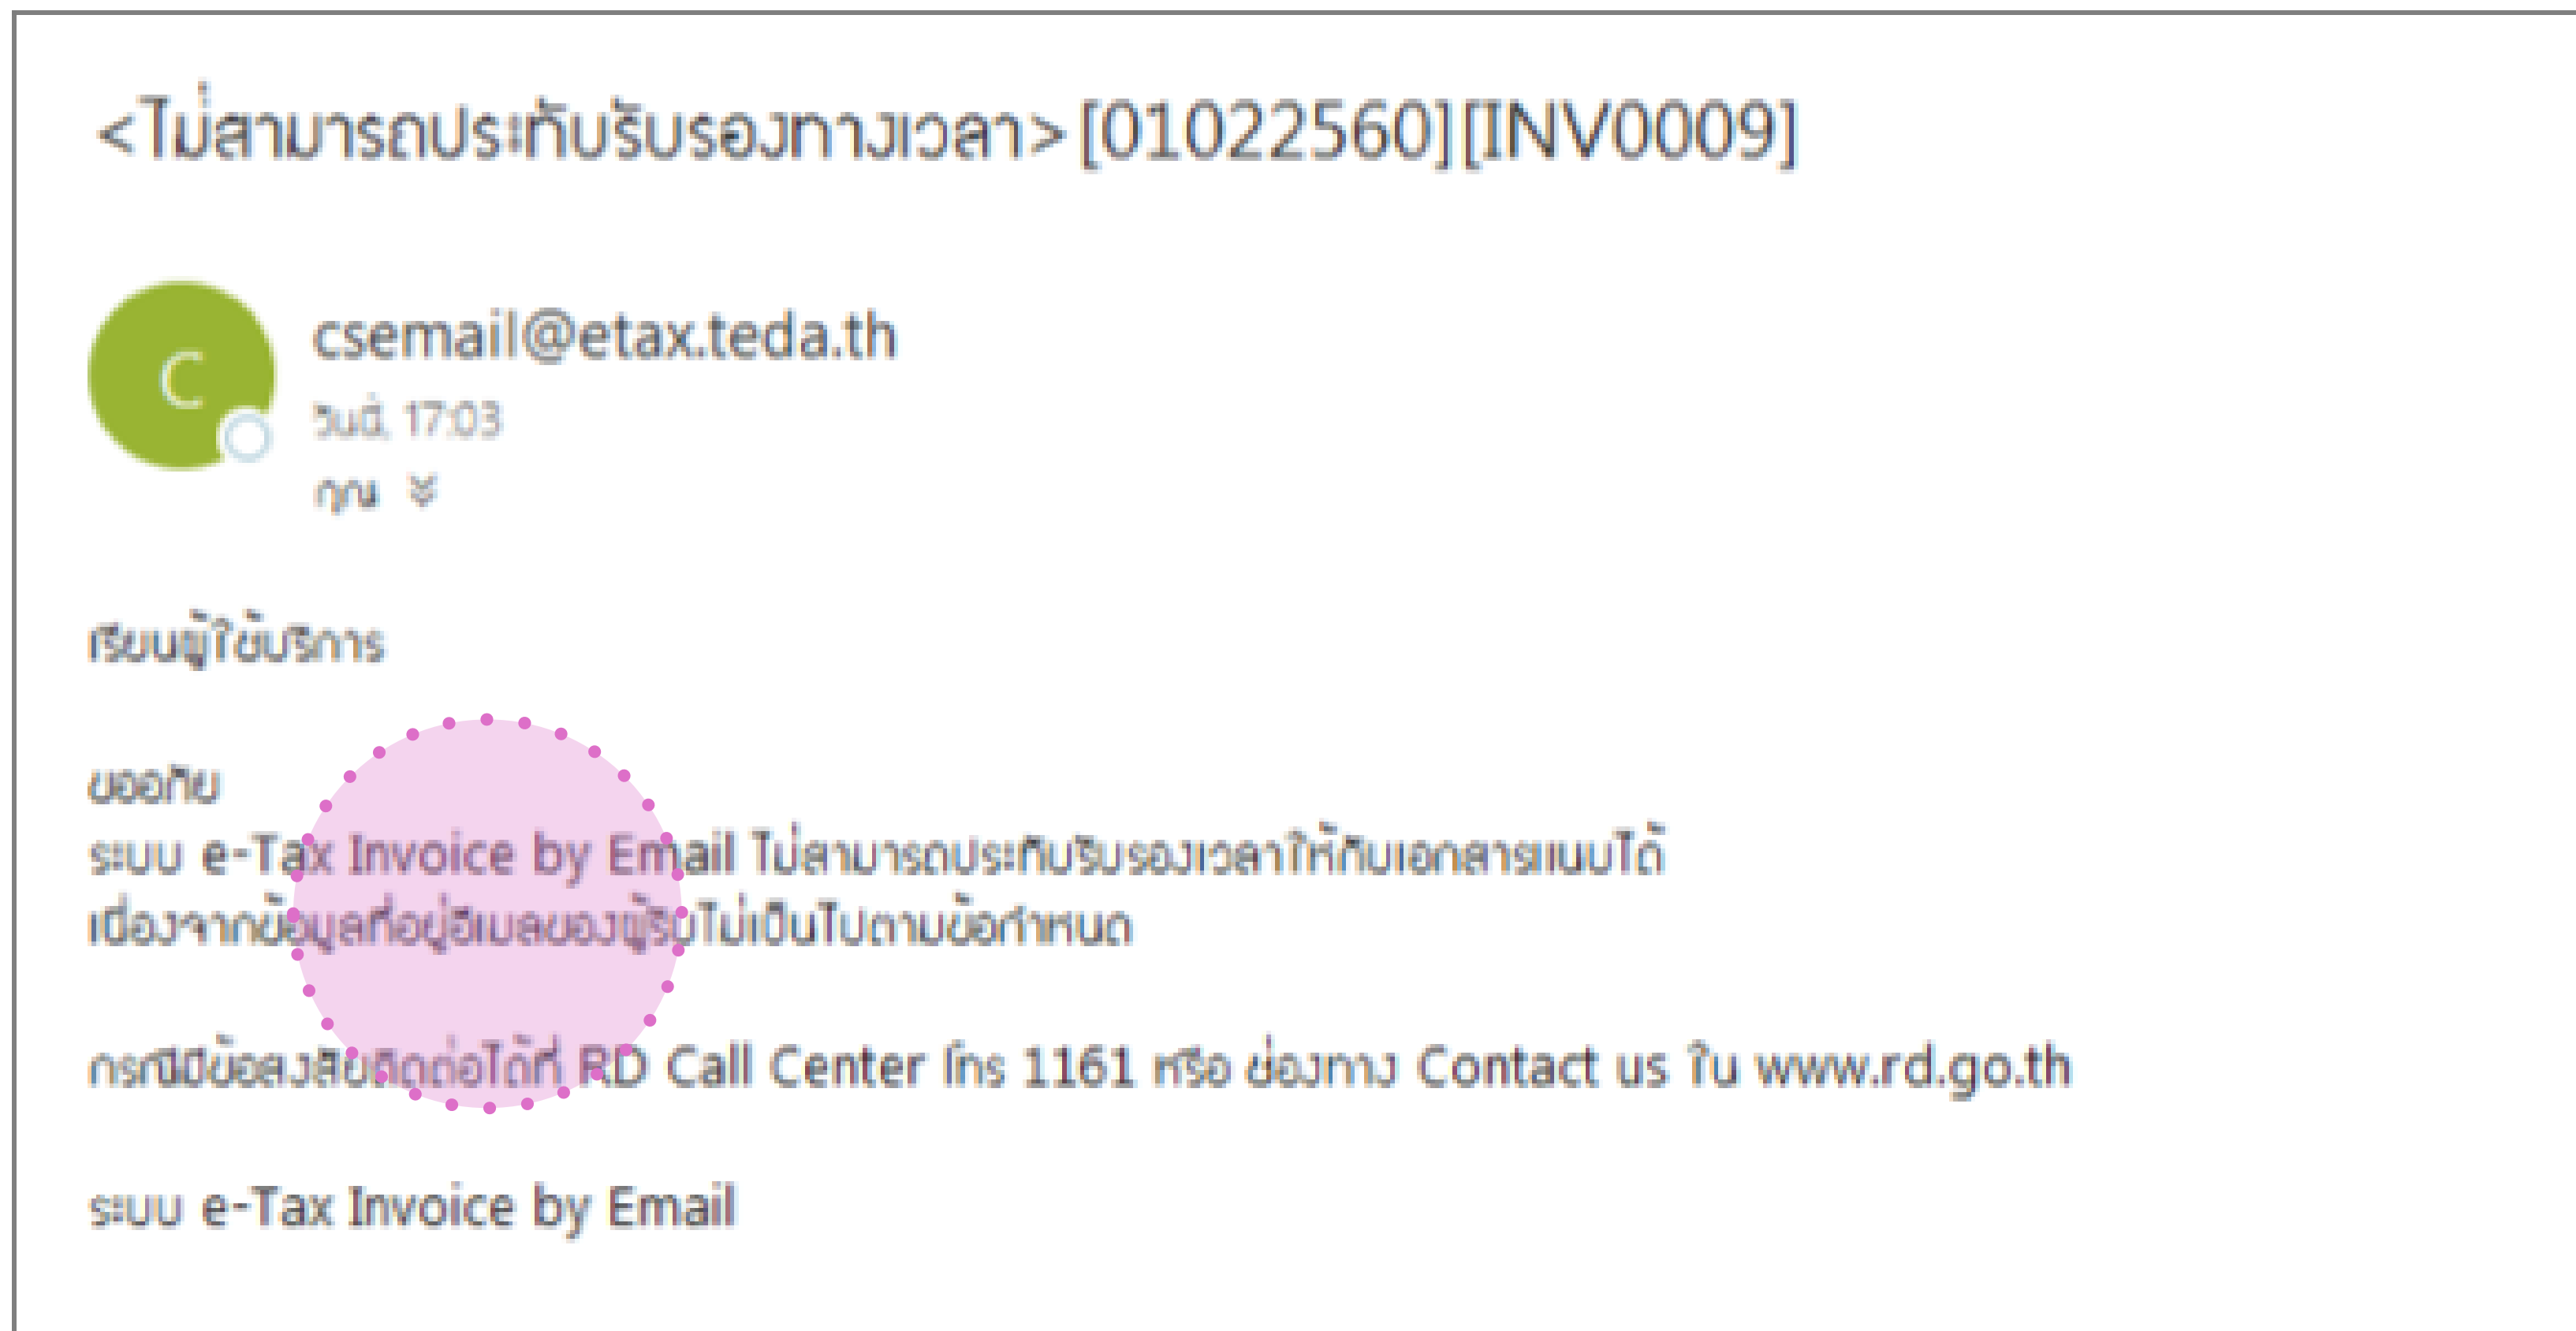 <ไม่สามารถประทับรับรองทางเวลา> [01022560][INV0009]
C
csemail@etax.teda.th
วันนี้, 17:03
คุณ
เรียนผู้ใช้บริการ
ขออภัย
ระบบ e-Tax Invoice by Email ไม่สามารถประทับรับรองเวลาให้กับเอกสารแนบได้
เนื่องจากข้อมูลที่อยู่อีเมลของผู้รับไม่เป็นไปตามข้อกำหนด
กรณีมีข้อสงสัยติดต่อได้ที่ RD Call Center โทร 1161 หรือ ช่องทาง Contact us ใน www.rd.go.th
ระบบ e-Tax Invoice by Email